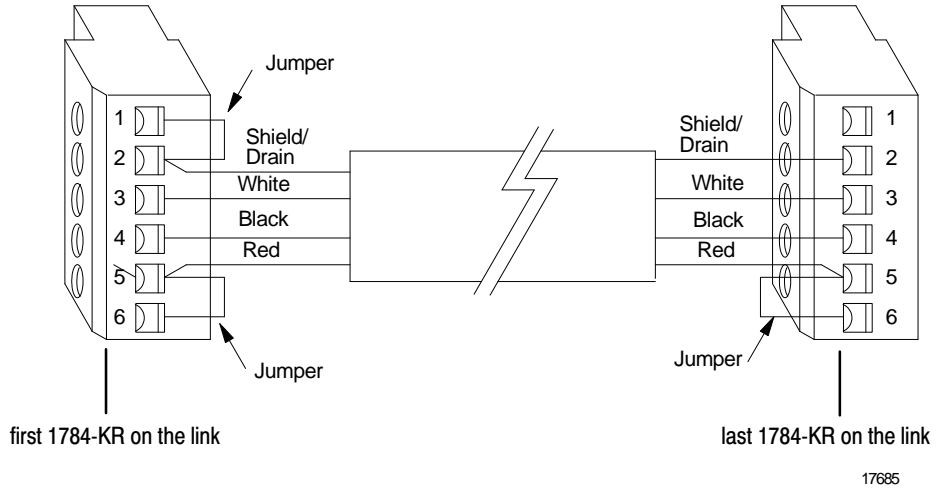 Jumper
1
2
3
4
5
6
Shield/
Drain
White
Black
Red
Jumper
first 1784-KR on the link
Shield/
Drain
White
Black
Red
1
2
3
4
5
6
Jumper
last 1784-KR on the link
17685